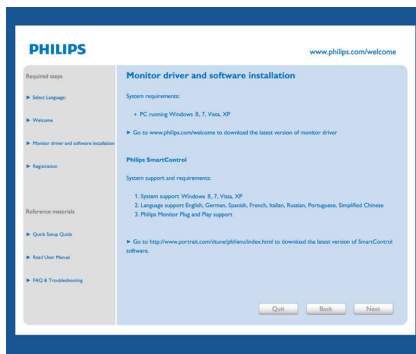 PHILIPS
www.philips.com/welcome
Required steps
► Select Language:
► Welcome
► Monitor driver and software installation
► Registration
Reference materials
► Quick Setup Quide
► Read User Manual
► FAQ & Troubleshooting
Monitor driver and software installation
System requirements:
• PC running Windows 8, 7, Vista, XP
► Go to www.philips.com/welcome to download the latest version of monitor driver
Philips SmartControl
System support and requirements:
1. System support Windows 8, 7, Vista, XP
2. Language support English, German, Spanish, French, Italian, Russian, Portuguese, Simplified Chinese
3. Philips Monitor Plug and Play support
► Go to http://www.portrait.com/dtune/phl/enu/index.html to download the latest version of SmartControl
software.
Quit
Back
Next